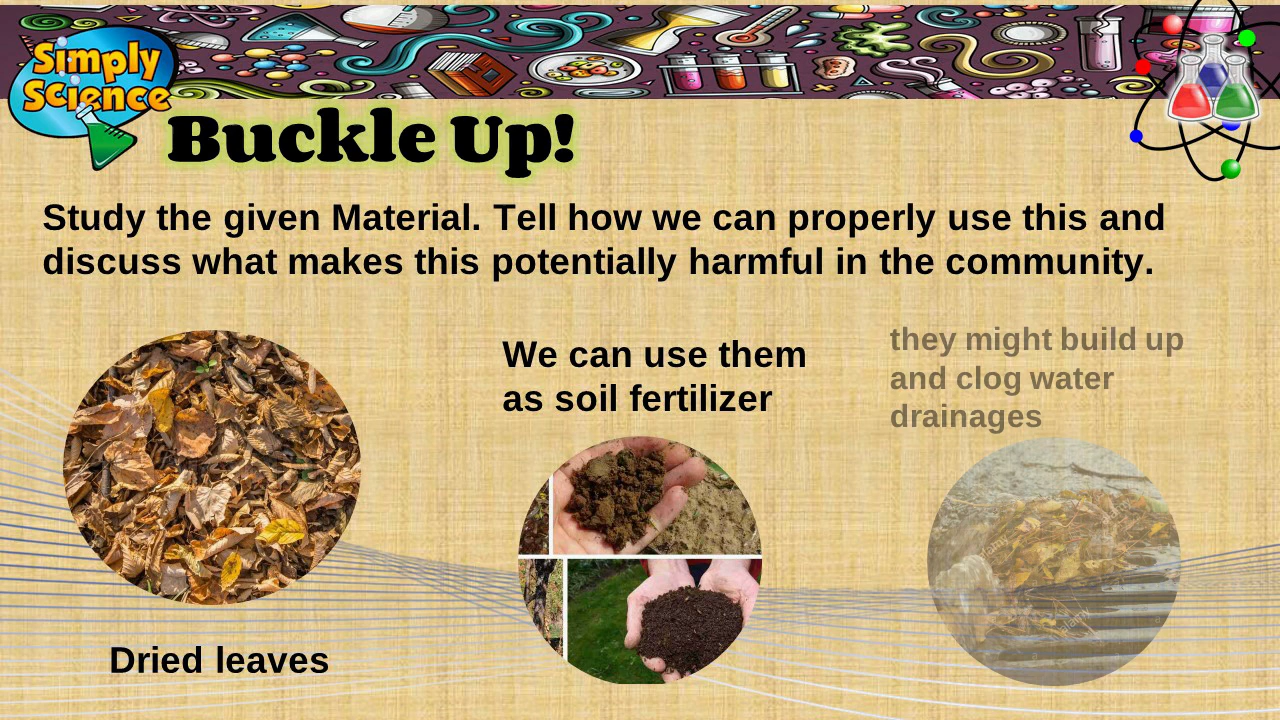 Simply
Science
Buckle Up!
Study the given Material. Tell how we can properly use this and
discuss what makes this potentially harmful in the community.
We can use them
as soil fertilizer
they might build up
and clog water
drainages
Dried leaves
alamy
alamy